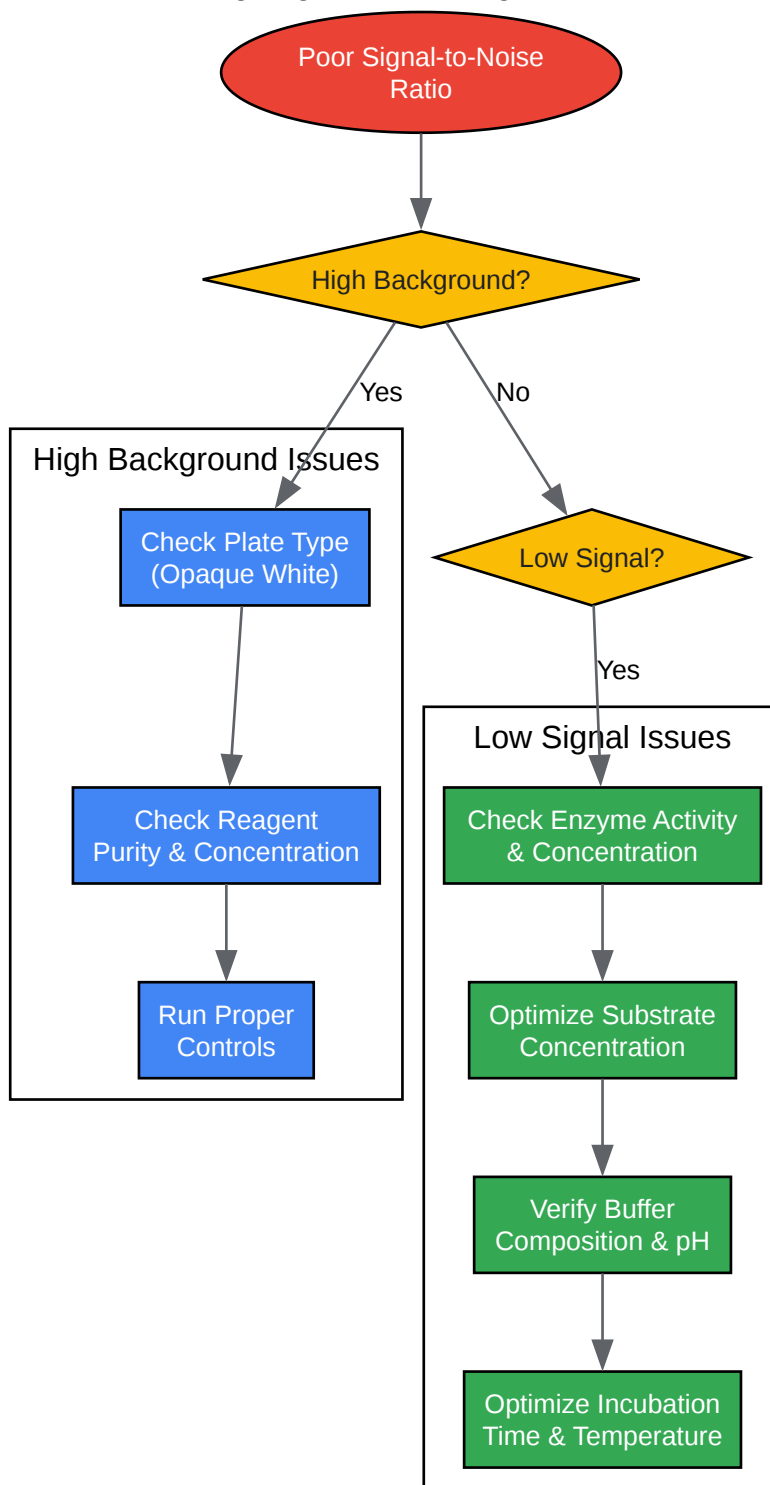 Poor Signal-to-Noise
Ratio
High Background?
Yes
No
High Background Issues
Check Plate Type
(Opaque White)
Check Reagent
Purity & Concentration
Run Proper
Controls
Low Signal?
Yes
Low Signal Issues
Check Enzyme Activity
& Concentration
Optimize Substrate
Concentration
Verify Buffer
Composition & pH
Optimize Incubation
Time & Temperature